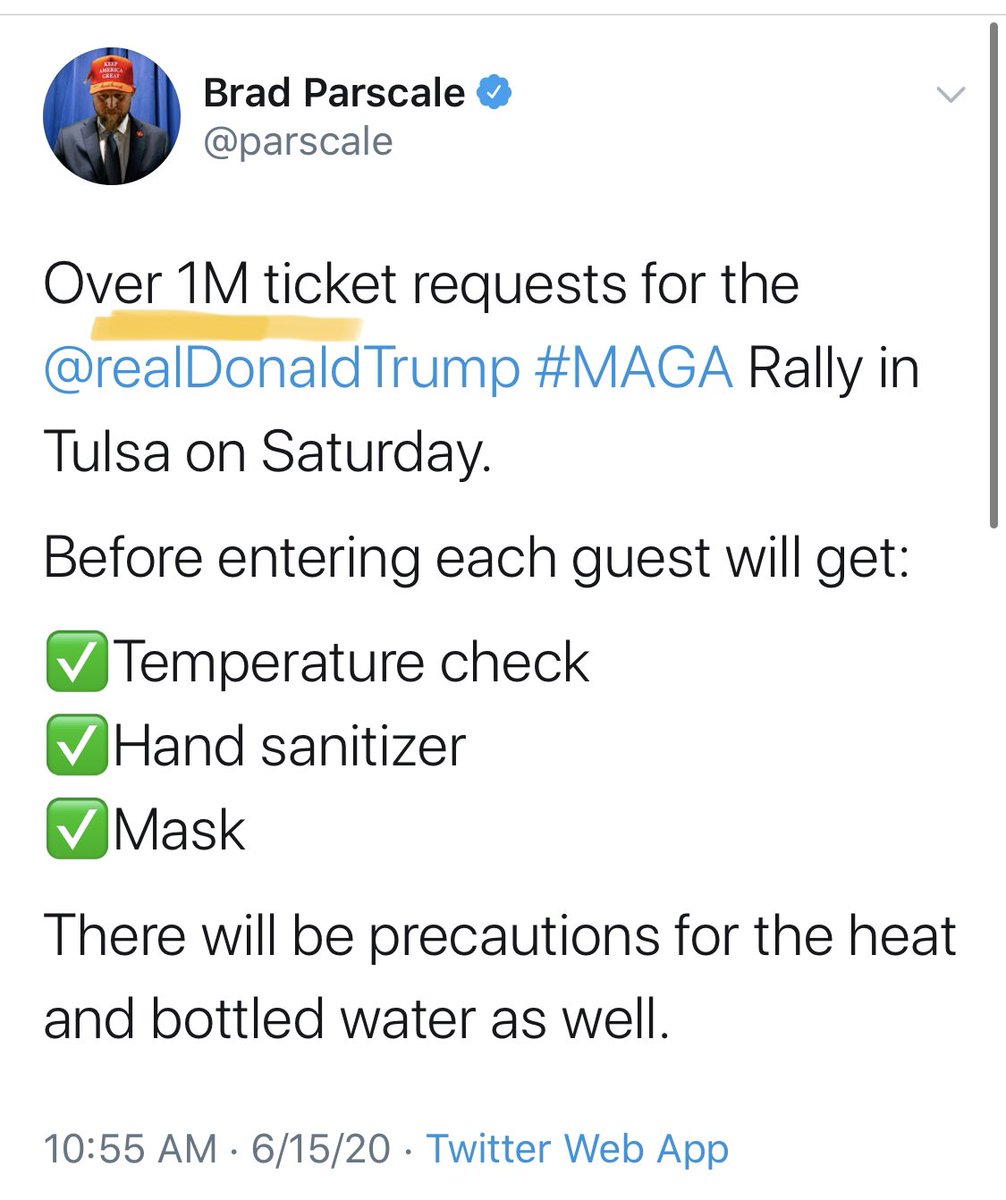 KEEP
AMERICA
GREAT
Brad Parscale
@parscale
Over 1M ticket requests for the
@realDonaldTrump #MAGA Rally in
Tulsa on Saturday.
Before entering each guest will get:
✅Temperature check
✅Hand sanitizer
✅Mask
There will be precautions for the heat
and bottled water as well.
10:55 AM · 6/15/20 · Twitter Web App